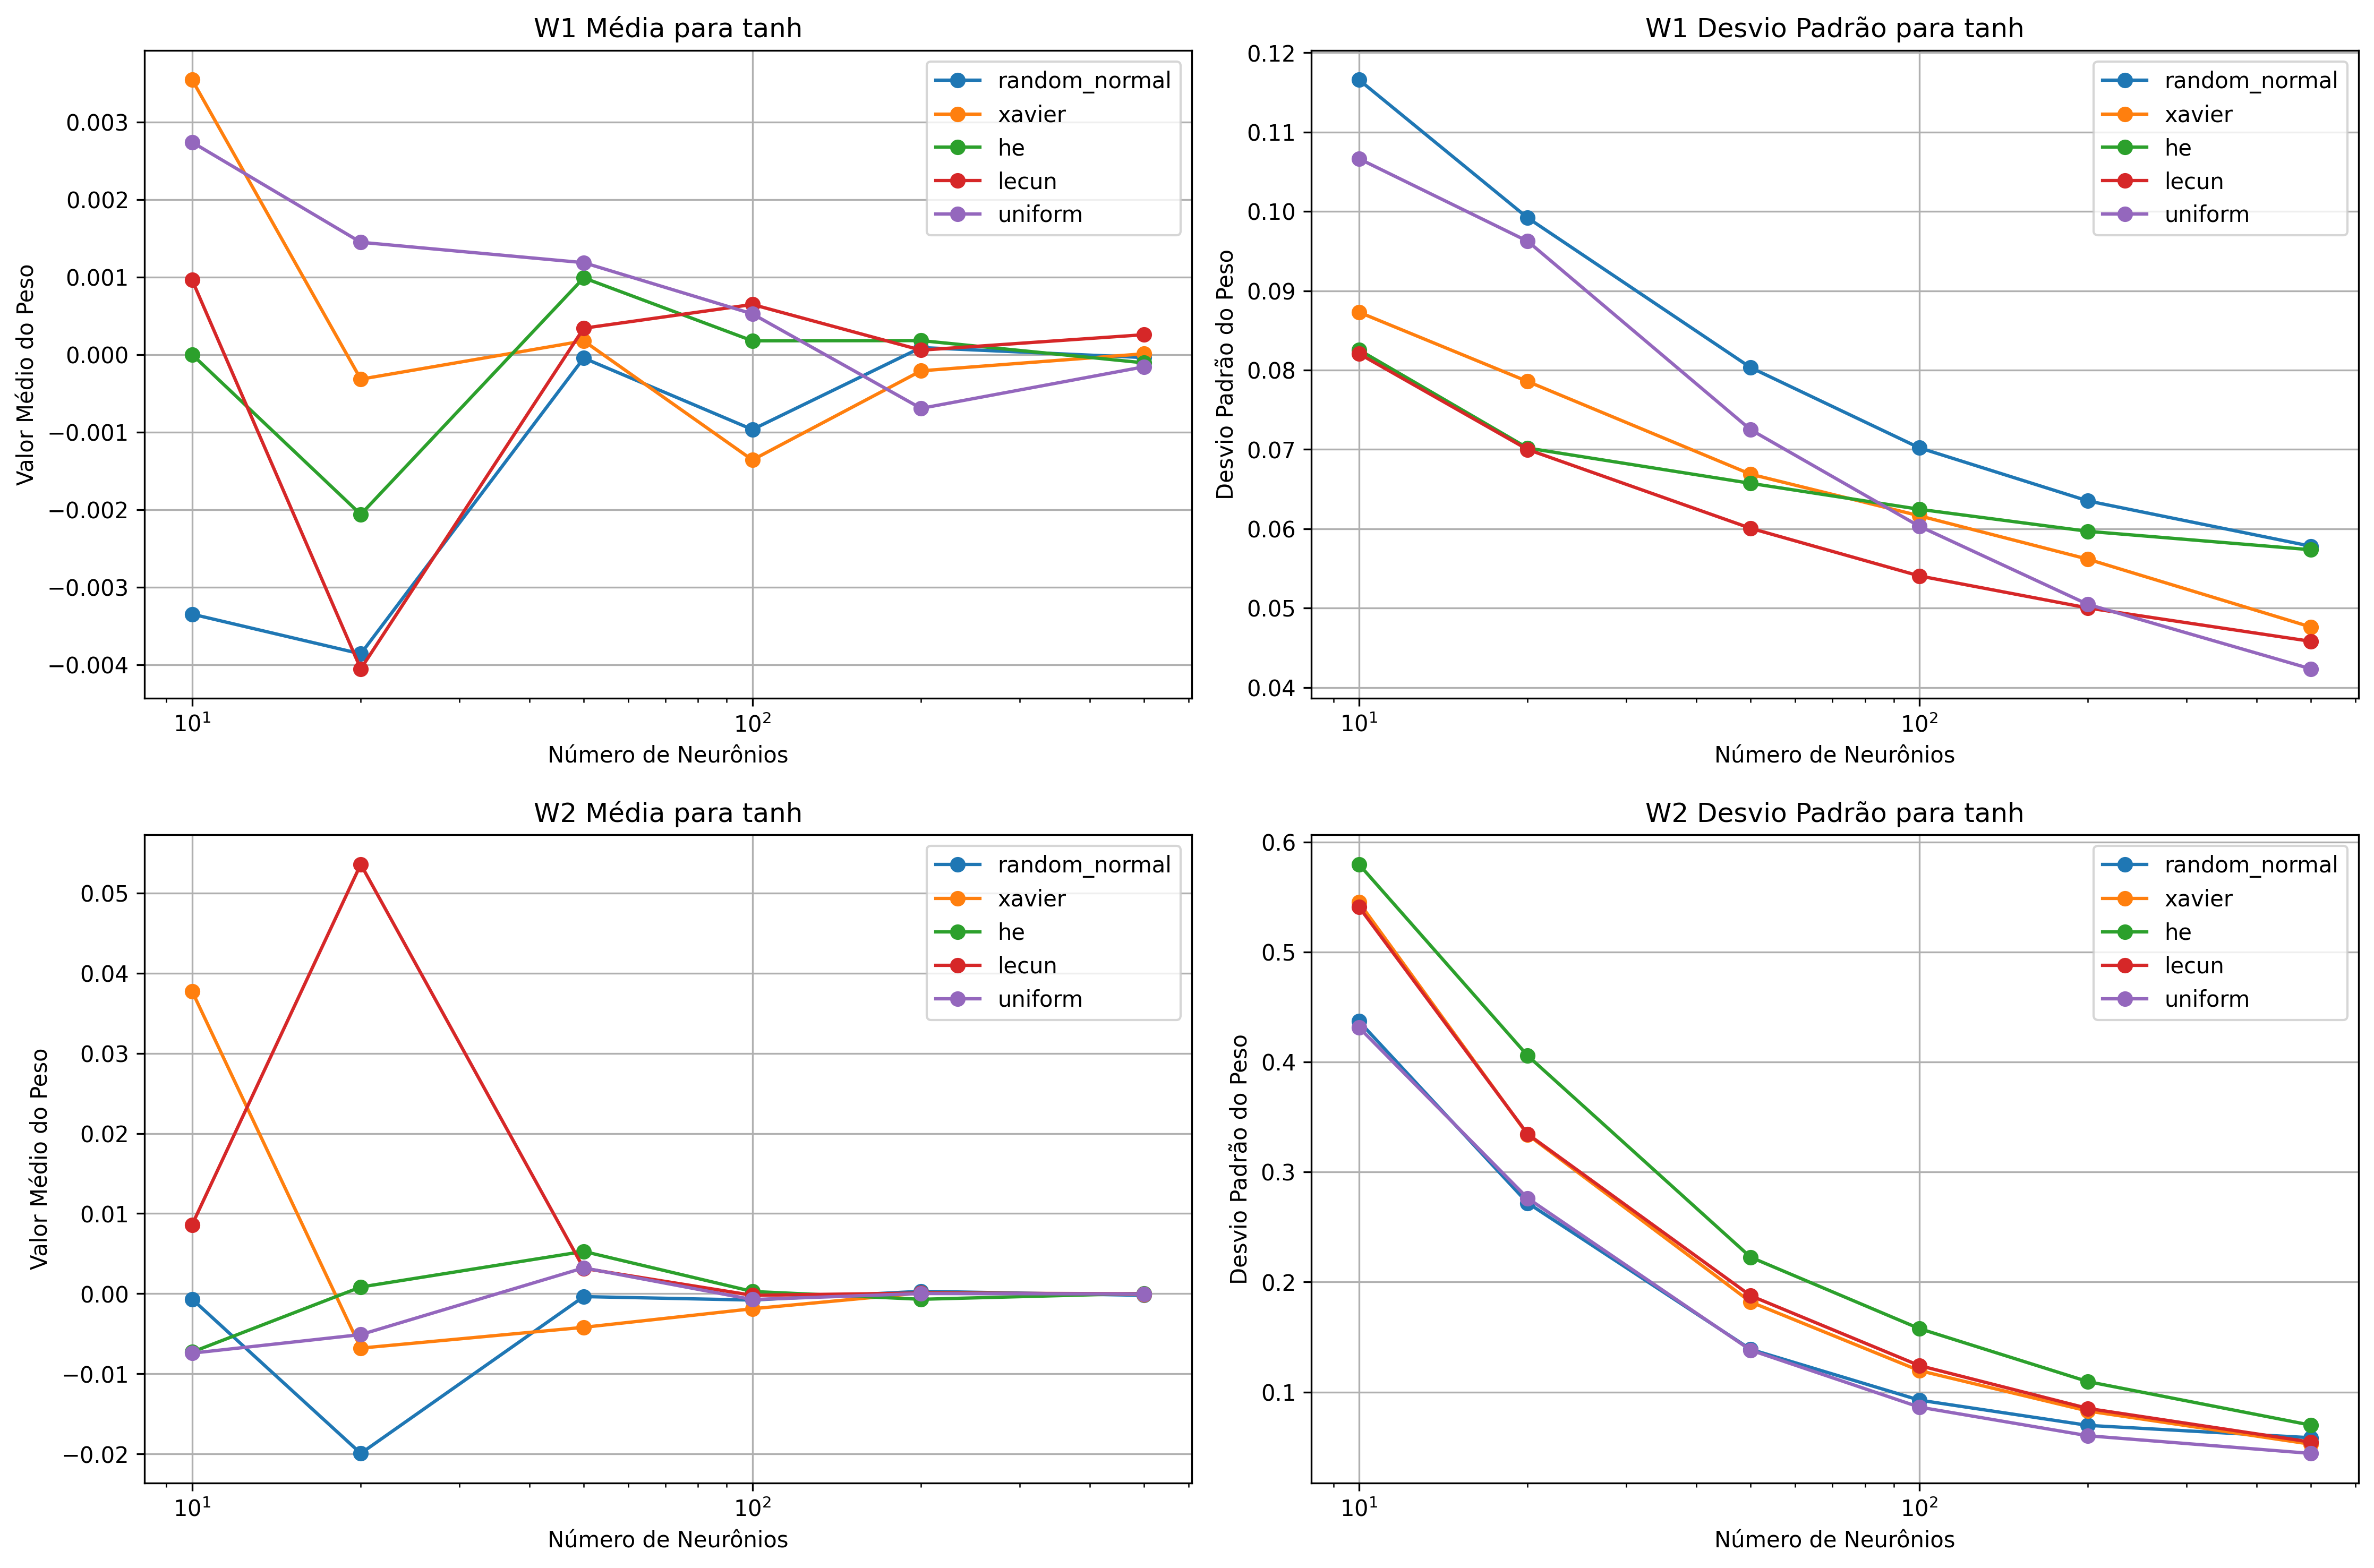 W1 Média para tanh
Valor Médio do Peso
0.003
0.002
0.001
0.000
−0.001
−0.002
−0.003
−0.004
random_normal
xavier
he
lecun
uniform
10¹
10²
Número de Neurônios
W1 Desvio Padrão para tanh
Desvio Padrão do Peso
0.12
0.11
0.10
0.09
0.08
0.07
0.06
0.05
0.04
random_normal
xavier
he
lecun
uniform
10¹
10²
Número de Neurônios
W2 Média para tanh
Valor Médio do Peso
0.05
0.04
0.03
0.02
0.01
0.00
−0.01
−0.02
random_normal
xavier
he
lecun
uniform
10¹
10²
Número de Neurônios
W2 Desvio Padrão para tanh
Desvio Padrão do Peso
0.6
0.5
0.4
0.3
0.2
0.1
random_normal
xavier
he
lecun
uniform
10¹
10²
Número de Neurônios